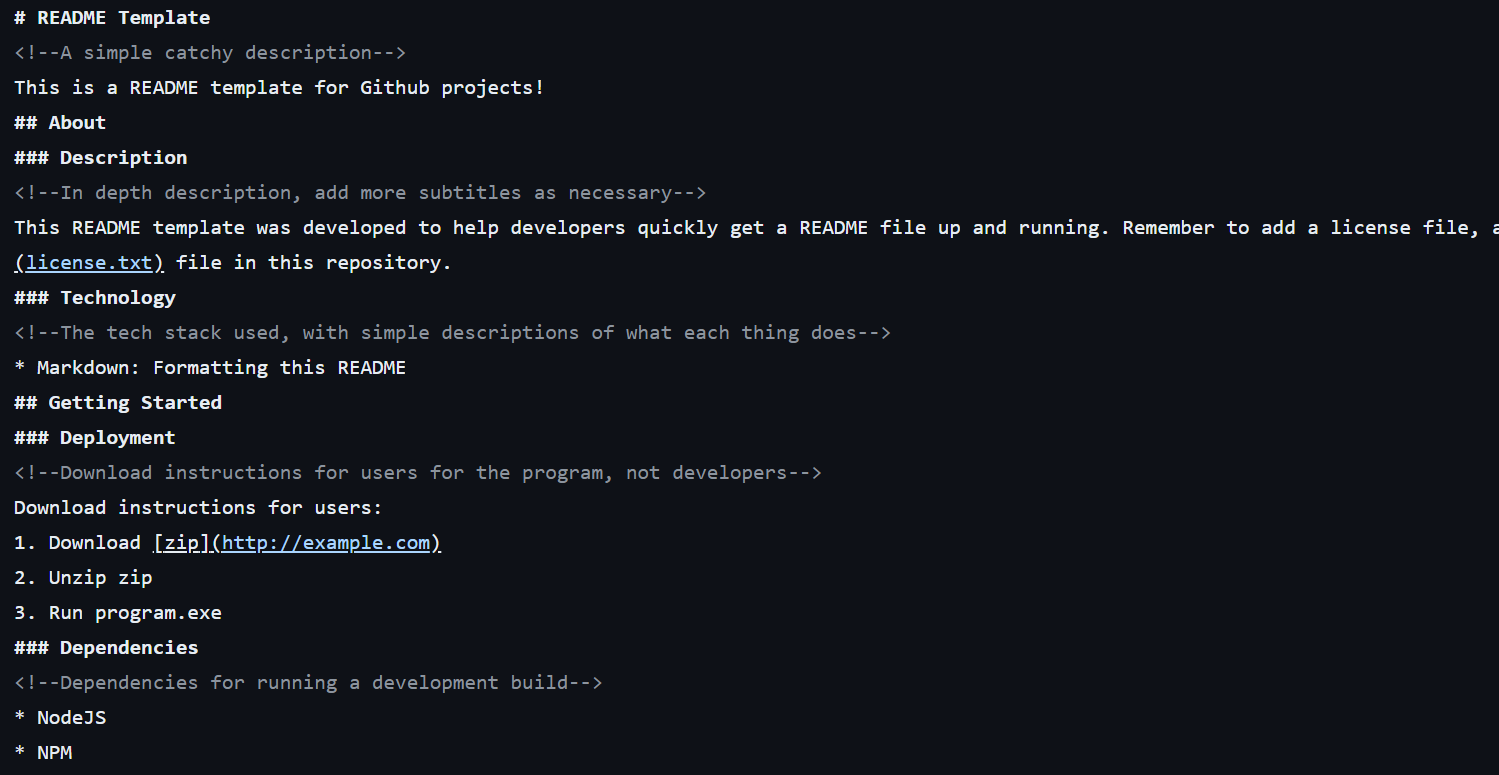 # README Template
<!--A simple catchy description-->
This is a README template for Github projects!
## About
### Description
<!--In depth description, add more subtitles as necessary-->
This README template was developed to help developers quickly get a README file up and running. Remember to add a license file,
(license.txt) file in this repository.
### Technology
<!--The tech stack used, with simple descriptions of what each thing does-->
* Markdown: Formatting this README
## Getting Started
### Deployment
<!--Download instructions for users for the program, not developers-->
Download instructions for users:
1. Download [zip](http://example.com)
2. Unzip zip
3. Run program.exe
### Dependencies
<!--Dependencies for running a development build-->
* NodeJS
* NPM